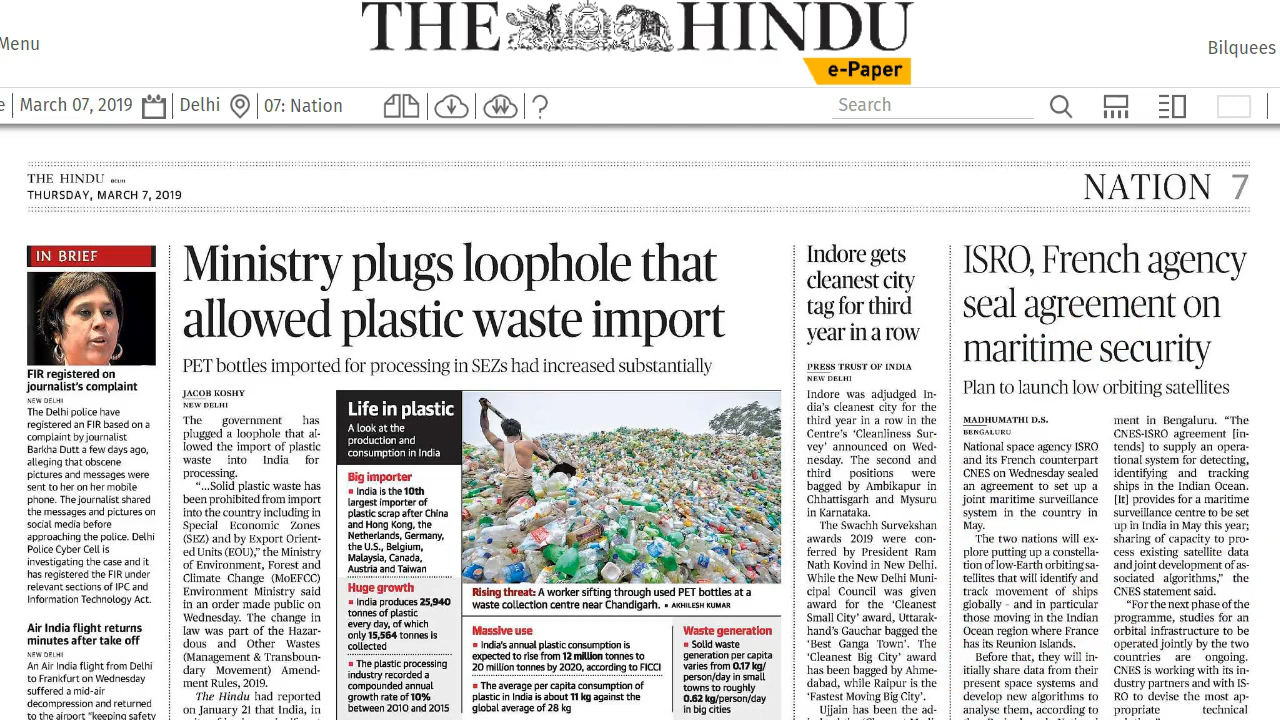 THE HINDU
e-Paper
Menu
Bilquees
e
March 07, 2019
Delhi
07: Nation
?
Search
THE HINDU DELHI
THURSDAY, MARCH 7, 2019
NATION 7
IN BRIEF
FIR registered on
journalist's complaint
NEW DELHI
The Delhi police have
registered an FIR based on a
complaint by journalist
Barkha Dutt a few days ago,
alleging that obscene
pictures and messages were
sent to her on her mobile
phone. The journalist shared
the messages and pictures on
social media before
approaching the police. Delhi
Police Cyber Cell is
investigating the case and it
has registered the FIR under
relevant sections of IPC and
Information Technology Act.
Air India flight returns
minutes after take off
NEW DELHI
An Air India flight from Delhi
to Frankfurt on Wednesday
suffered a mid-air
decompression and returned
to the airport "keeping safety
Ministry plugs loophole that
allowed plastic waste import
PET bottles imported for processing in SEZs had increased substantially
JACOB KOSHY
NEW DELHI
The government has
plugged a loophole that al-
lowed the import of plastic
waste into India for
processing.
"...Solid plastic waste has
been prohibited from import
into the country including in
Special Economic Zones
(SEZ) and by Export Orient-
ed Units (EOU)," the Ministry
of Environment, Forest and
Climate Change (MoEFCC)
Environment Ministry said
in an order made public on
Wednesday. The change in
law was part of the Hazar-
dous and Other Wastes
(Management & Transboun-
dary Movement) Amend-
ment Rules, 2019.
The Hindu had reported
on January 21 that India, in
Life in plastic
A look at the
production and
consumption in India
Big importer
India is the 10th
largest importer of
plastic scrap after China
and Hong Kong, the
Netherlands, Germany,
the U.S., Belgium,
Malaysia, Canada,
Austria and Taiwan
Huge growth
India produces 25,940
tonnes of plastic
every day, of which
only 15,564 tonnes is
collected
The plastic processing
industry recorded a
compounded annual
growth rate of 10%
between 2010 and 2015
Rising threat: A worker sifting through used PET bottles at a
waste collection centre near Chandigarh. AKHILESH KUMAR
Massive use
India's annual plastic consumption is
expected to rise from 12 million tonnes to
20 million tonnes by 2020, according to FICCI
The average per capita consumption of
plastic in India is about 11 kg against the
global average of 28 kg
Waste generation
Solid waste
generation per capita
varies from 0.17 kg/
person/day in small
towns to roughly
0.62 kg/person/day
in big cities
Indore gets
cleanest city
tag for third
year in a row
PRESS TRUST OF INDIA
NEW DELHI
Indore was adjudged In-
dia's cleanest city for the
third year in a row in the
Centre's 'Cleanliness Sur-
vey' announced on Wed-
nesday. The second and
third positions were
bagged by Ambikapur in
Chhattisgarh and Mysuru
in Karnataka.
The Swachh Survekshan
awards 2019 were con-
ferred by President Ram
Nath Kovind in New Delhi.
While the New Delhi Muni-
cipal Council was given
award for the 'Cleanest
Small City' award, Uttarak-
hand's Gauchar bagged the
'Best Ganga Town'. The
'Cleanest Big City' award
has been bagged by Ahme-
dabad, while Raipur is the
'Fastest Moving Big City'.
Ujjain has been the ad-
ISRO, French agency
seal agreement on
maritime security
Plan to launch low orbiting satellites
MADHUMATHI D.S.
BENGALURU
National space agency ISRO
and its French counterpart
CNES on Wednesday sealed
an agreement to set up a
joint maritime surveillance
system in the country in
May.
The two nations will ex-
plore putting up a constella-
tion of low-Earth orbiting sa-
tellites that will identify and
track movement of ships
globally - and in particular
those moving in the Indian
Ocean region where France
has its Reunion Islands.
Before that, they will in-
itially share data from their
present space systems and
develop new algorithms to
analyse them, according to
ment in Bengaluru. "The
CNES-ISRO agreement [in-
tends] to supply an opera-
tional system for detecting,
identifying and tracking
ships in the Indian Ocean.
[It] provides for a maritime
surveillance centre to be set
up in India in May this year;
sharing of capacity to pro-
cess existing satellite data
and joint development of as-
sociated algorithms," the
CNES statement said.
"For the next phase of the
programme, studies for an
orbital infrastructure to be
operated jointly by the two
countries are ongoing.
CNES is working with its in-
dustry partners and with IS-
RO to devise the most ap-
propriate technical